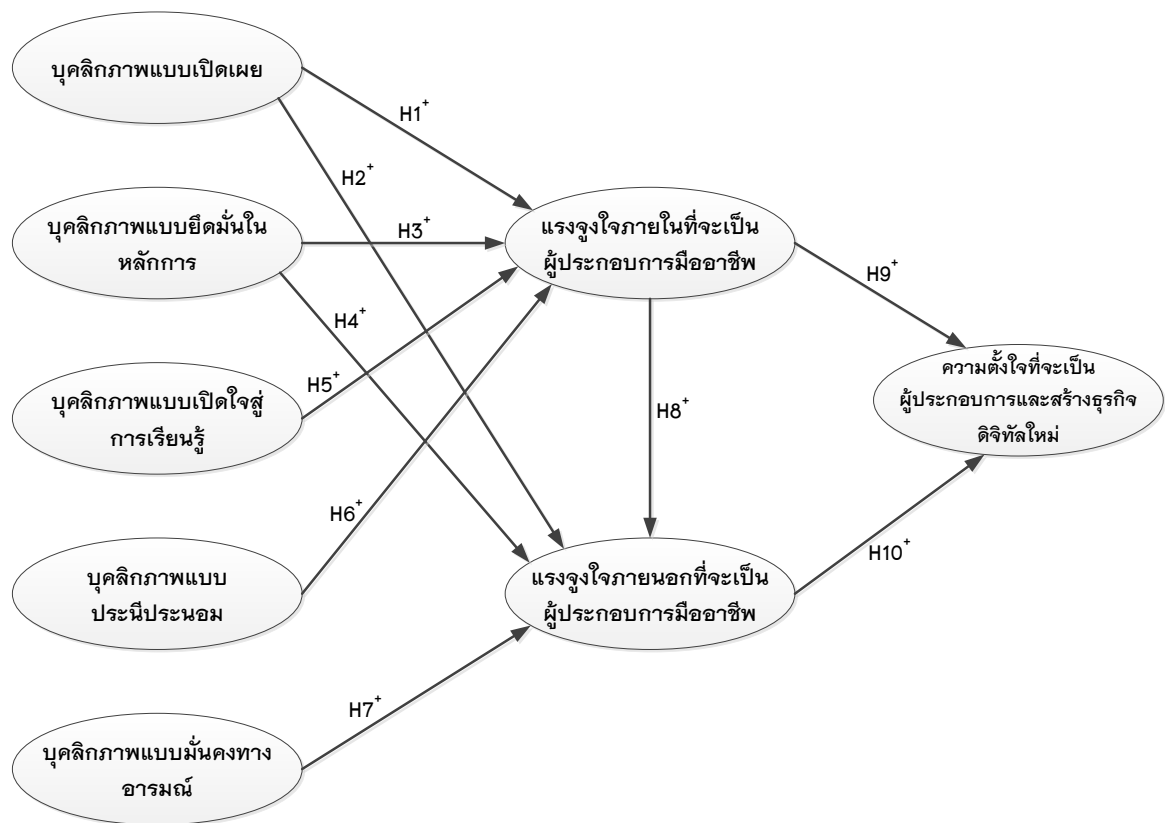 บุคลิกภาพแบบเปิดเผย
H1+
H2+
บุคลิกภาพแบบยึดมั่นใน
หลักการ
H3+
แรงจูงใจภายในที่จะเป็น
ผู้ประกอบการมืออาชีพ
H9+
H4+
ความตั้งใจที่จะเป็น
ผู้ประกอบการและสร้างธุรกิจ
ดิจิทัลใหม่
บุคลิกภาพแบบเปิดใจสู่
การเรียนรู้
H5+
H8+
H6+
H10+
บุคลิกภาพแบบ
ประนีประนอม
แรงจูงใจภายนอกที่จะเป็น
ผู้ประกอบการมืออาชีพ
H7+
บุคลิกภาพแบบมั่นคงทาง
อารมณ์